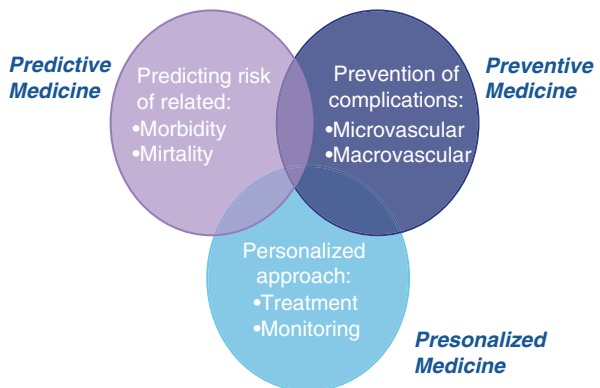 Predictive
Medicine
Predicting risk
of related:
•Morbidity
•Mirtality
Prevention of
complications:
•Microvascular
•Macrovascular
Preventive
Medicine
Personalized
approach:
•Treatment
•Monitoring
Presonalized
Medicine